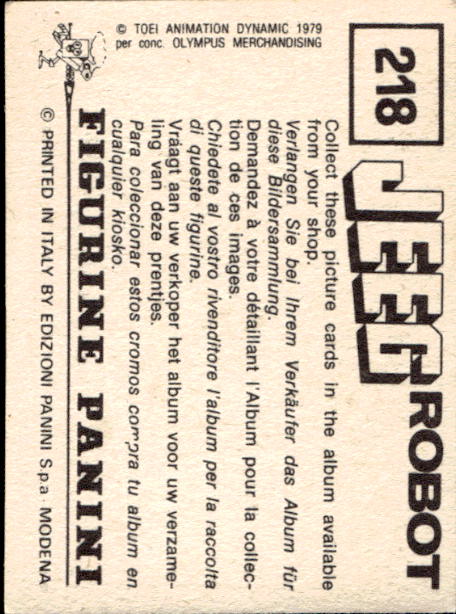 218
JEEG ROBOT
© TOEI ANIMATION DYNAMIC 1979
per conc. OLYMPUS MERCHANDISING
Collect these picture cards in the album available
from your shop.
Verlangen Sie bei Ihrem Verkäufer das Album für
diese Bildersammlung.
Demandez à votre détaillant l'Album pour la collec-
tion de ces images.
Chiedete al vostro rivenditore l'album per la raccolta
di queste figurine.
Vráagt aan uw verkoper het album voor uw verzame-
ling van deze prentjes.
Para coleccionar estos cromos compra tu album en
cualquier kiosko.
FIGURINE PANINI
© PRINTED IN ITALY BY EDIZIONI PANINI S.p.a - MODENA